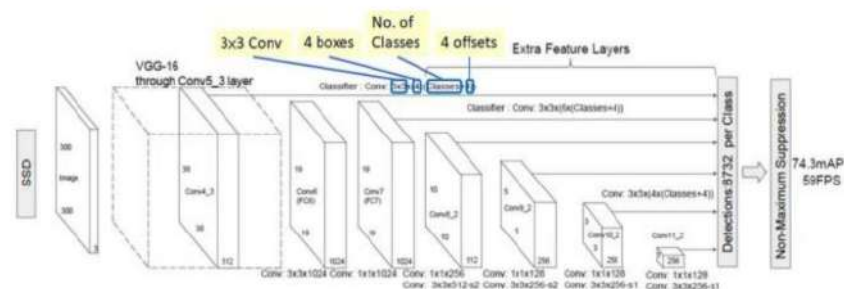 No. of
Classes
3x3 Conv
4 boxes
4 offsets
Extra Feature Layers
VGG-16
through Conv5_3 layer
Classifier : Conv: 3x3x(4x(Classes+4))
Classifier : Conv: 3x3x(6x(Classes+4))
Conv: 3x3x(4x(Classes+4))
SSD
300
Image
300
3
38
Conv4_3
38
512
19
Conv6
(FC6)
19
1024
19
Conv7
(FC7)
19
1024
10
Conv8_2
10
512
5
Conv9_2
256
3
Conv10_2
3
256
Conv11_2
256
Detections:8732 per Class
Non-Maximum Suppression
74.3mAP
59FPS
Conv: 3x3x1024
Conv: 1x1x1024
Conv: 1x1x256
Conv: 3x3x512-s2
Conv: 1x1x128
Conv: 3x3x256-s2
Conv: 1x1x128
Conv: 3x3x256-s1
Conv: 1x1x128
Conv: 3x3x256-s1